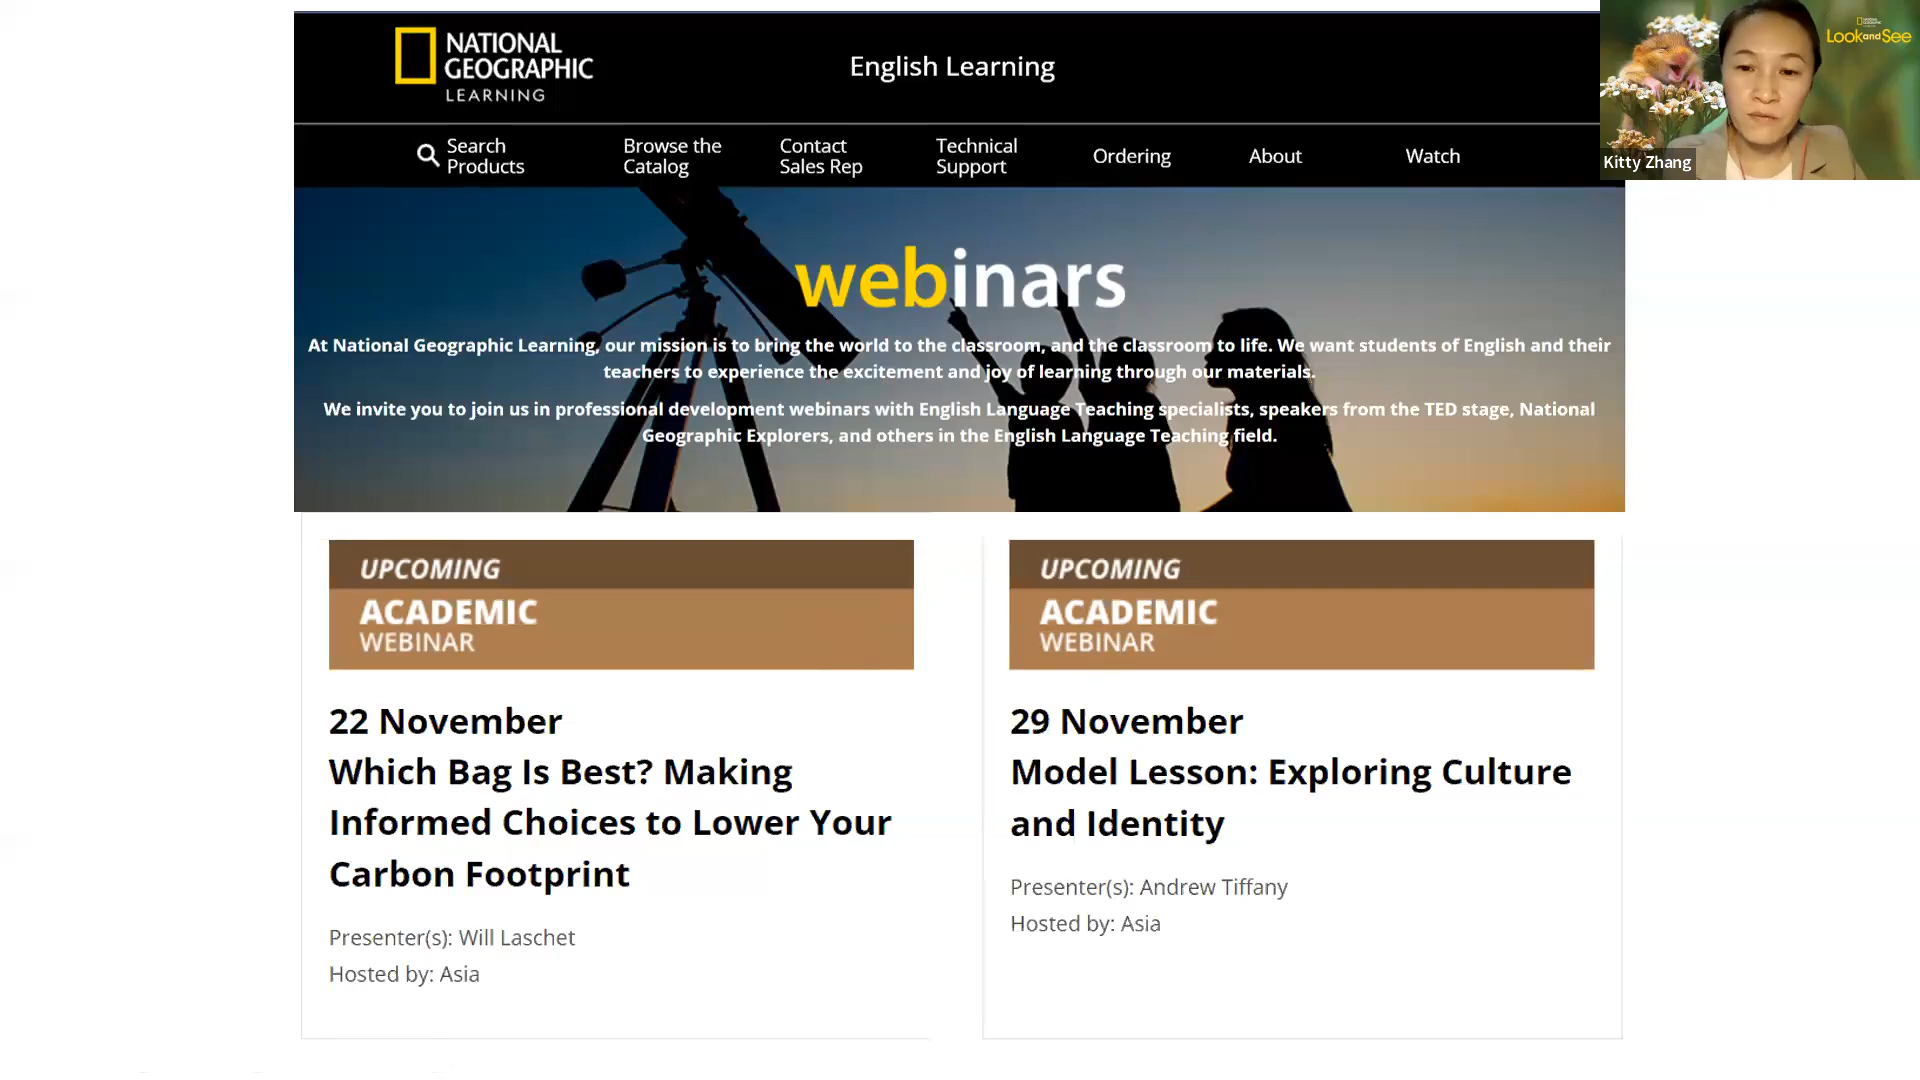 NATIONAL
GEOGRAPHIC
LEARNING
English Learning
Search
Products
Browse the
Catalog
Contact
Sales Rep
Technical
Support
Ordering
About
Watch
LookandSee
Kitty Zhang
webinars
At National Geographic Learning, our mission is to bring the world to the classroom, and the classroom to life. We want students of English and their
teachers to experience the excitement and joy of learning through our materials.
We invite you to join us in professional development webinars with English Language Teaching specialists, speakers from the TED stage, National
Geographic Explorers, and others in the English Language Teaching field.
UPCOMING
ACADEMIC
WEBINAR
22 November
Which Bag Is Best? Making
Informed Choices to Lower Your
Carbon Footprint
Presenter(s): Will Laschet
Hosted by: Asia
UPCOMING
ACADEMIC
WEBINAR
29 November
Model Lesson: Exploring Culture
and Identity
Presenter(s): Andrew Tiffany
Hosted by: Asia